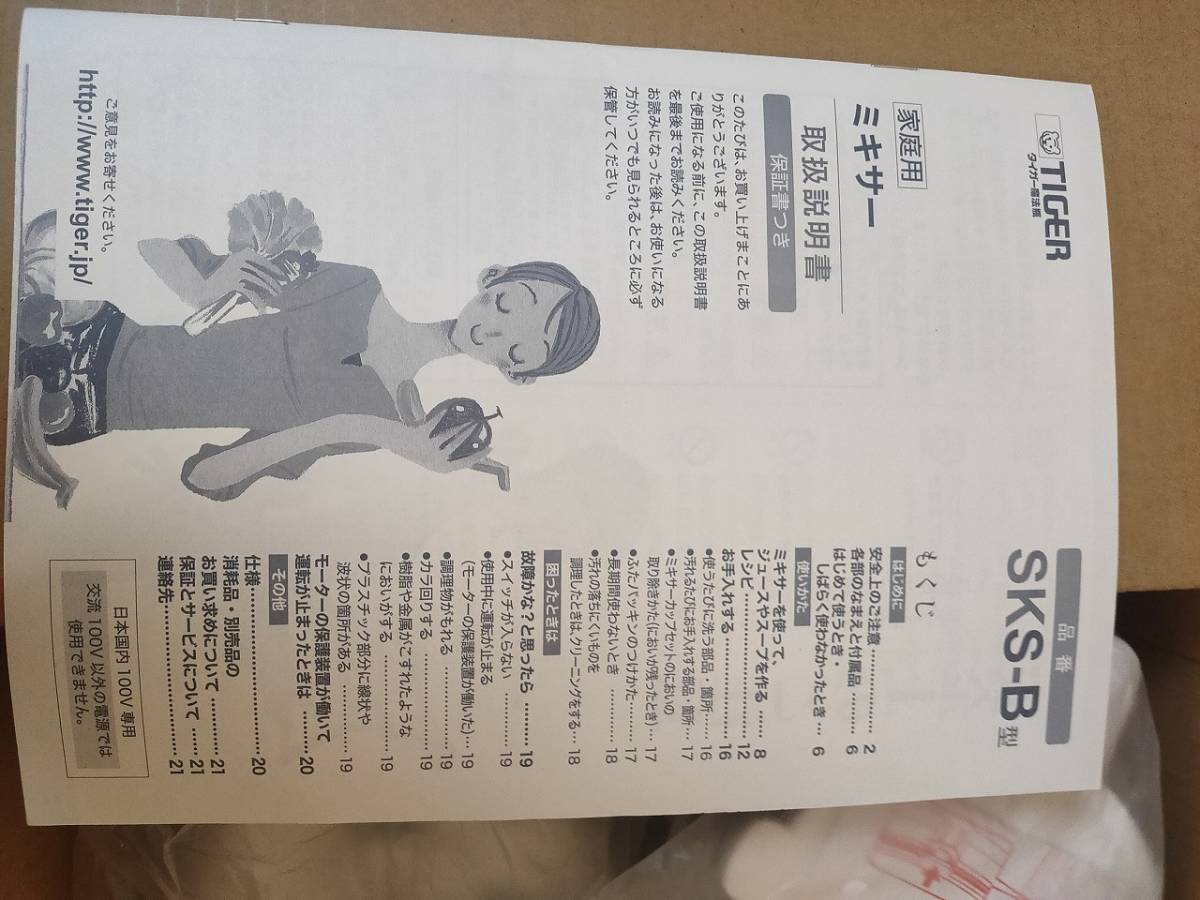 TIGER
タイガー魔法瓶
家庭用
ミキサー
取扱説明書
保証書つき
このたびは、お買い上げまことにあ
りがとうございます。
ご使用になる前に、この取扱説明書
を最後までお読みください。
お読みになった後は、お使いになる
方がいつでも見られるところに必ず
保管してください。
ご意見をお寄せください。
http://www.tiger.jp/
品番
SKS-B型
もくじ
はじめに
安全上のご注意 …………… 2
各部のなまえと付属品 …… 6
はじめて使うとき・
しばらく使わなかったとき … 6
使いかた
ミキサーを使って、
ジュースやスープを作る …… 8
レシピ ………………… 12
お手入れする …………… 16
●使うたびに洗う部品・箇所 …… 16
●汚れるたびにお手入れする部品・箇所 … 17
●ミキサーカップセットのにおいの
取り除きかた(においが残ったとき) … 17
●ふたパッキンのつけかた …… 17
●長期間使わないとき ………… 18
●汚れの落ちにくいものを
調理したときは、クリーニングをする … 18
困ったときは
故障かな?と思ったら ……… 19
●スイッチが入らない ………… 19
●使用中に運転が止まる
(モーターの保護装置が働いた) … 19
●調理物がもれる ……………… 19
●カラ回りする ………………… 19
●樹脂や金属がこすれたような
においがする ………………… 19
●プラスチック部分に線状や
波状の箇所がある …………… 19
モーターの保護装置が働いて
運転が止まったときは ……… 20
その他
仕様 ……………………… 20
消耗品・別売品の
お買い求めについて ………… 21
保証とサービスについて …… 21
連絡先 …………………… 21
日本国内100V専用
交流100V以外の電源では
使用できません。